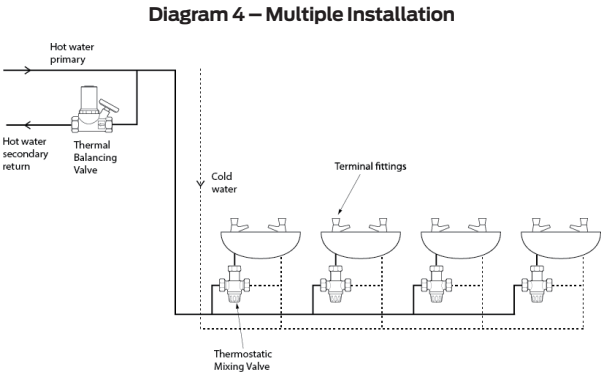 Diagram 4 – Multiple Installation
Hot water
primary
Hot water
secondary
return
Thermal
Balancing
Valve
Cold
water
Terminal fittings
Thermostatic
Mixing Valve